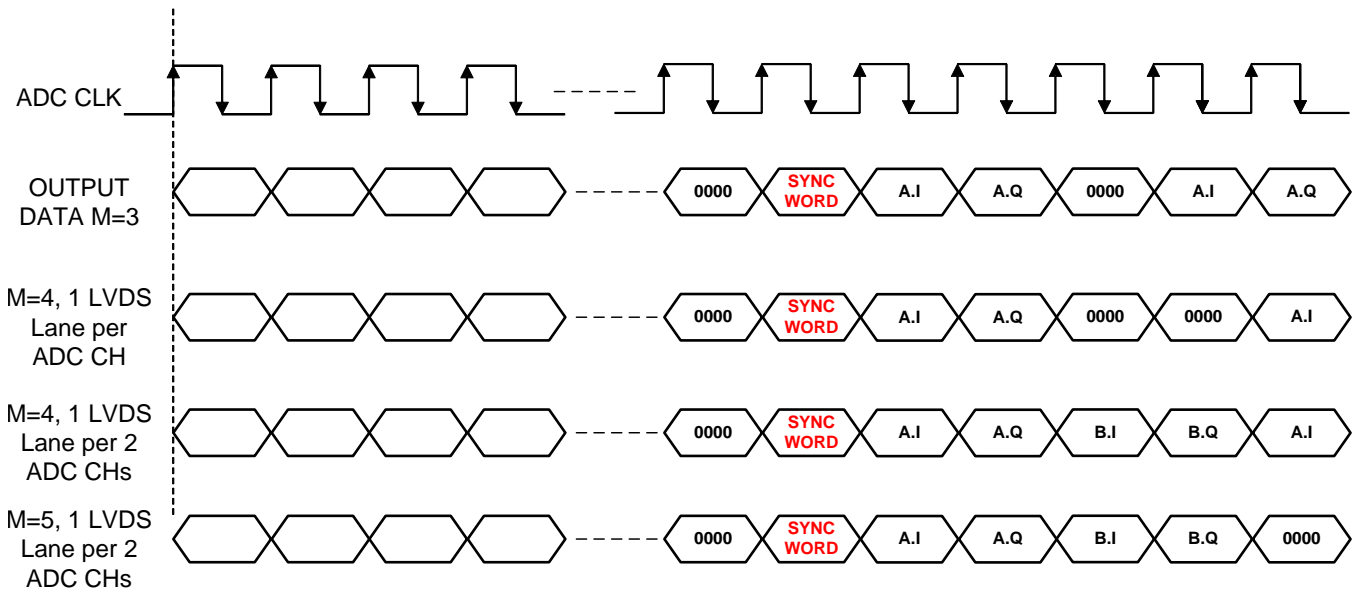 ADC CLK
OUTPUT
DATA M=3
0000
SYNC
WORD
A.I
A.Q
0000
A.I
A.Q
M=4, 1 LVDS
Lane per
ADC CH
0000
SYNC
WORD
A.I
A.Q
0000
0000
A.I
M=4, 1 LVDS
Lane per 2
ADC CHs
0000
SYNC
WORD
A.I
A.Q
B.I
B.Q
A.I
M=5, 1 LVDS
Lane per 2
ADC CHs
0000
SYNC
WORD
A.I
A.Q
B.I
B.Q
0000